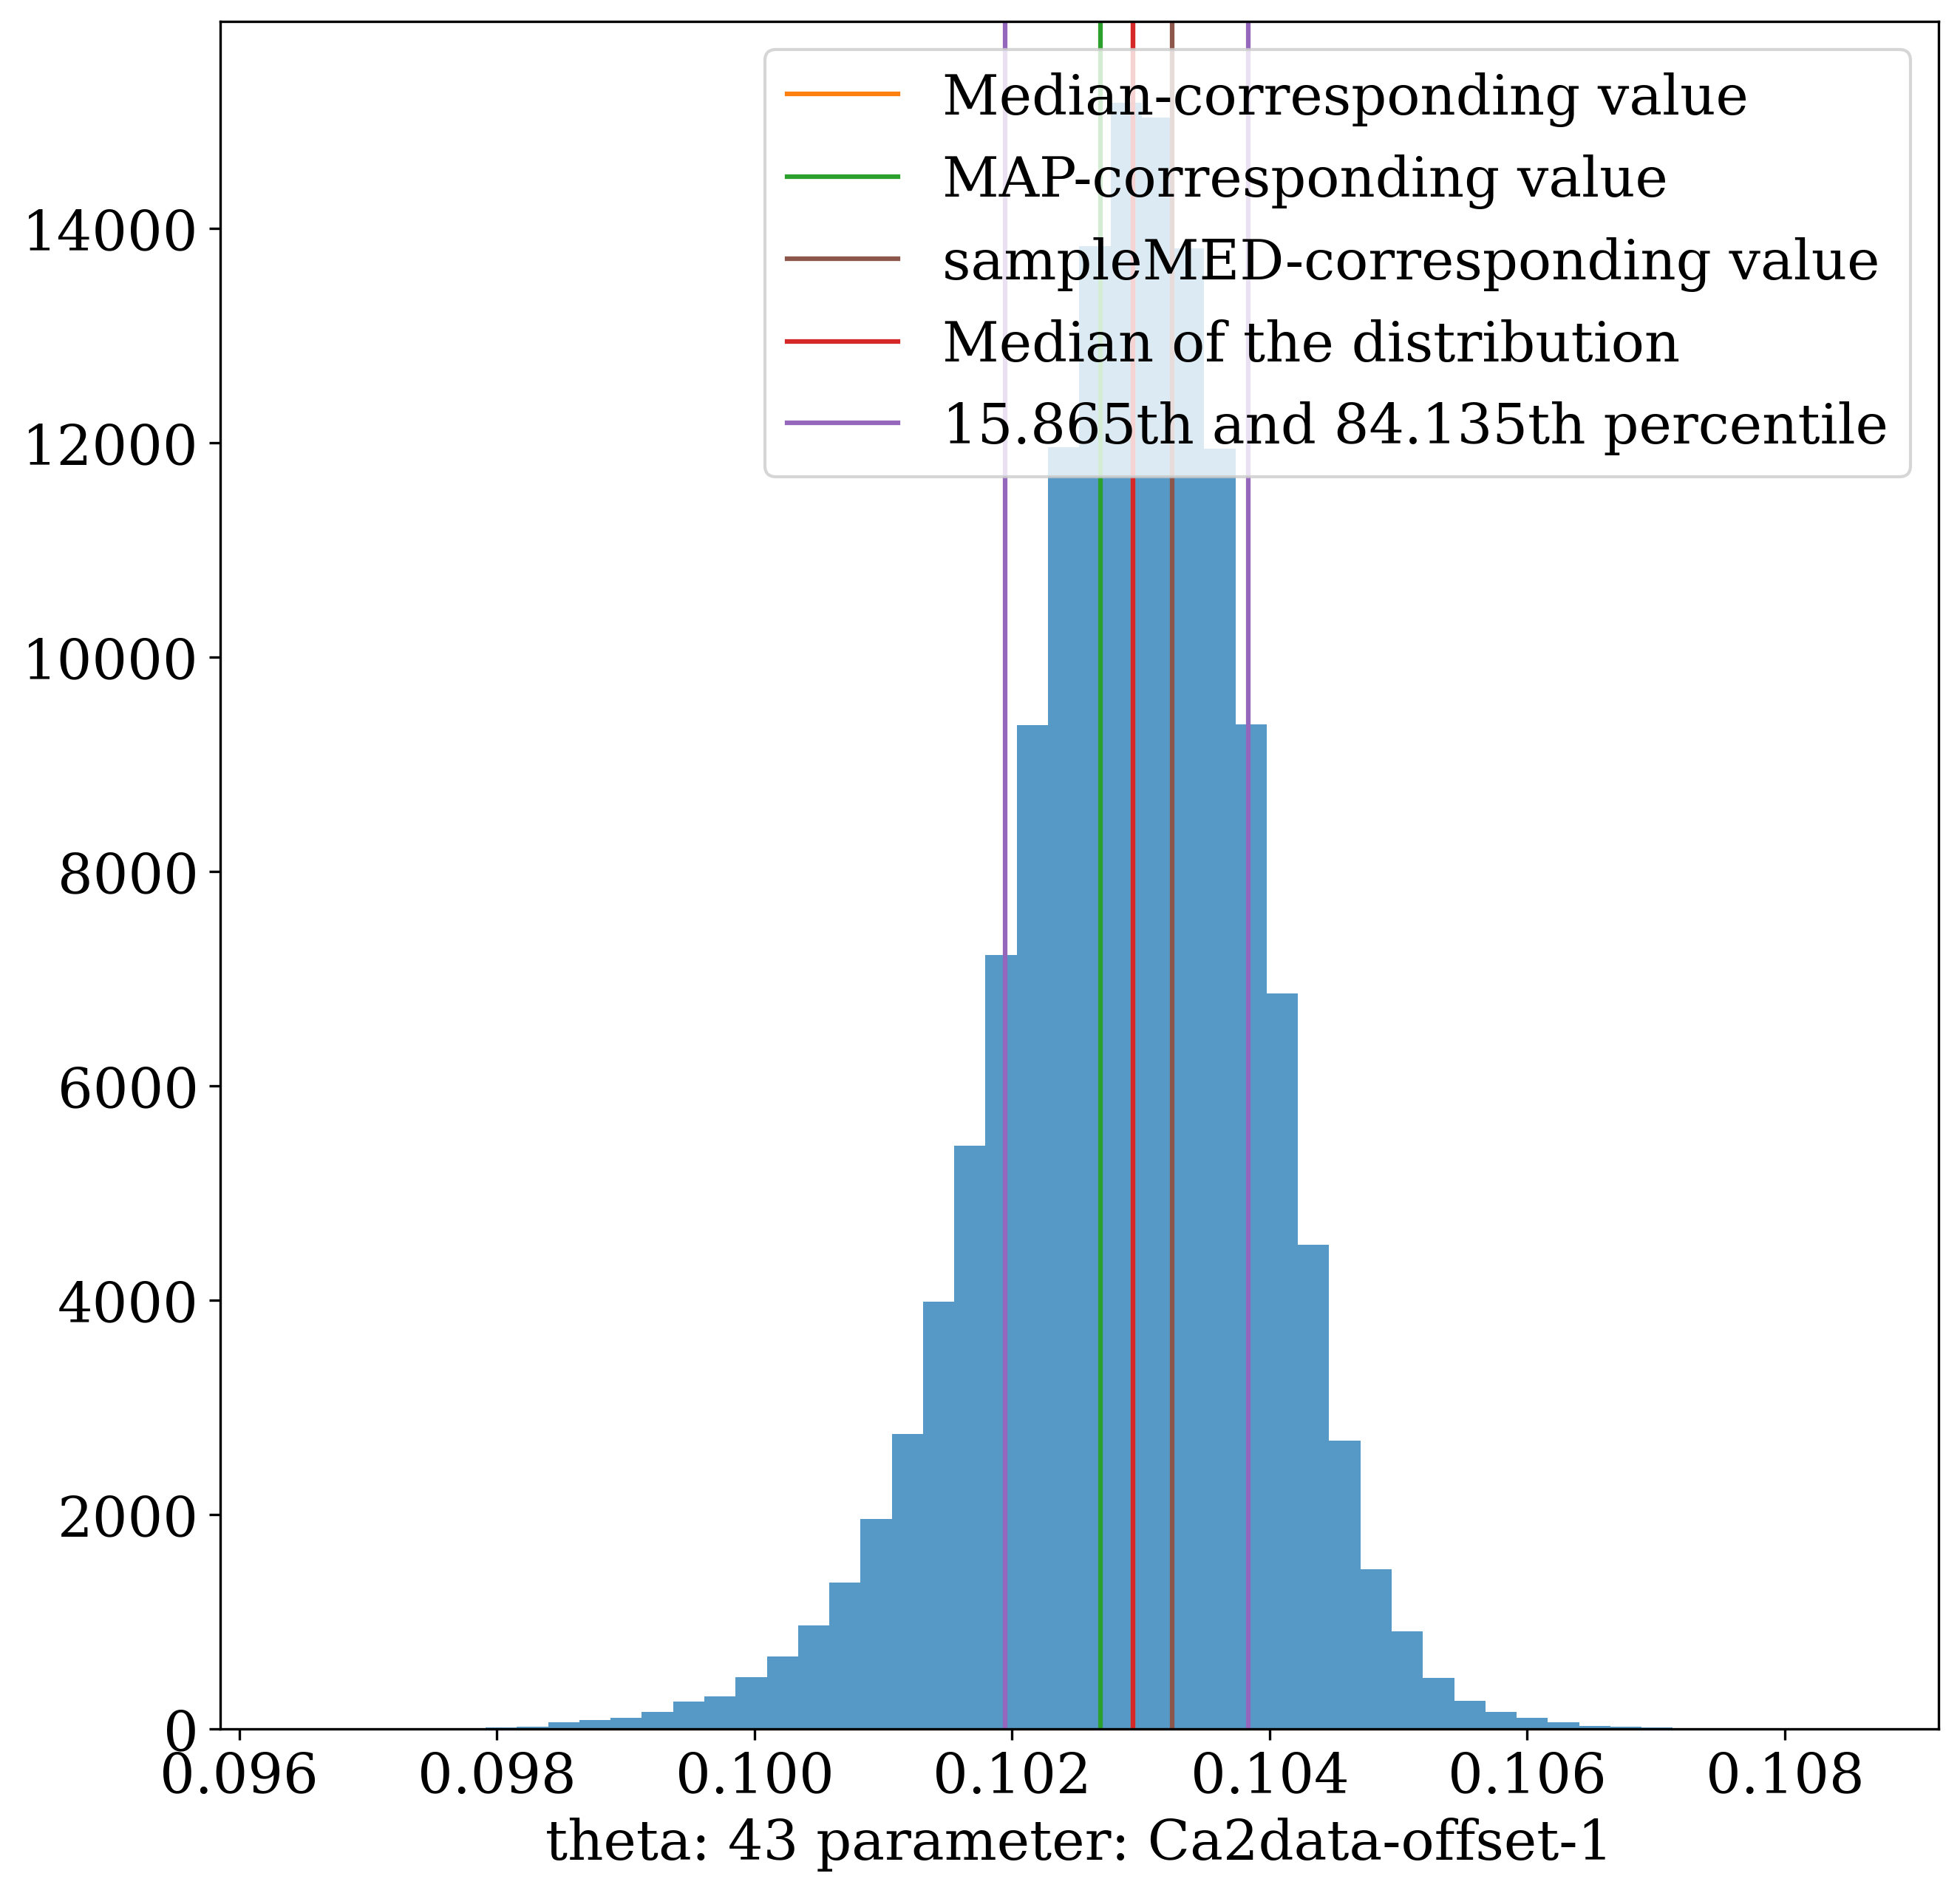 Median-corresponding value
MAP-corresponding value
sampleMED-corresponding value
Median of the distribution
15.865th and 84.135th percentile
14000
12000
10000
8000
6000
4000
2000
0
0.096 0.098 0.100 0.102 0.104 0.106 0.108
theta: 43 parameter: Ca2data-offset-1